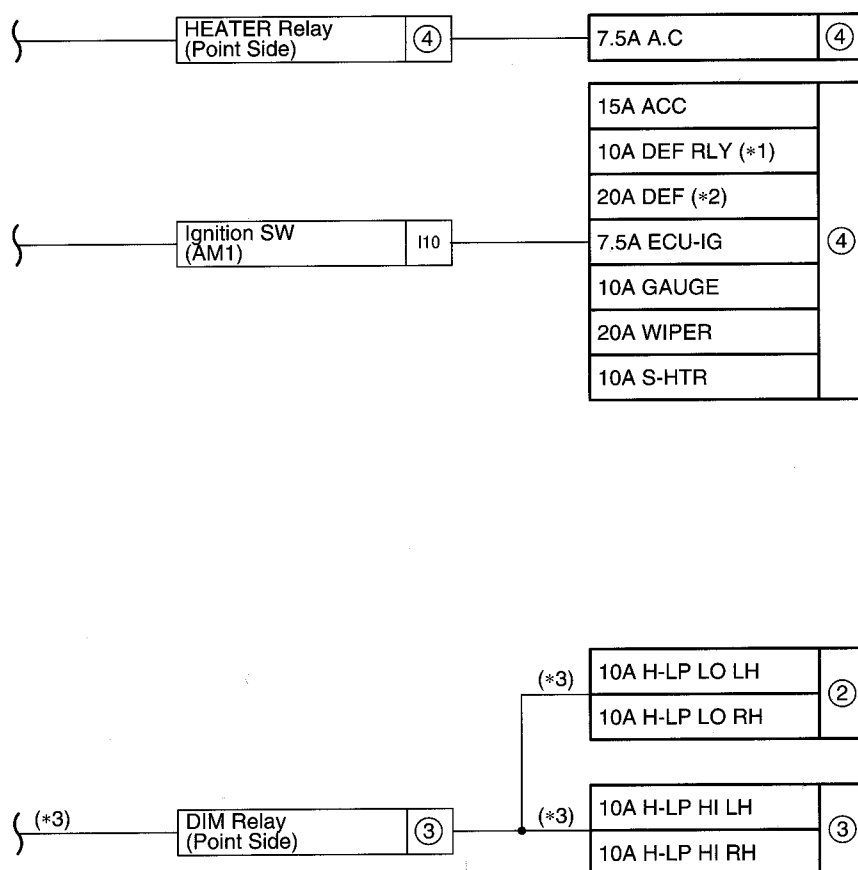 HEATER Relay
(Point Side)
④
7.5A A.C
④
15A ACC
10A DEF RLY (*1)
20A DEF (*2)
Ignition SW
(AM1)
I10
7.5A ECU-IG
④
10A GAUGE
20A WIPER
10A S-HTR
(*3)
10A H-LP LO LH
②
10A H-LP LO RH
(*3)
DIM Relay
(Point Side)
③
(*3)
10A H-LP HI LH
③
10A H-LP HI RH